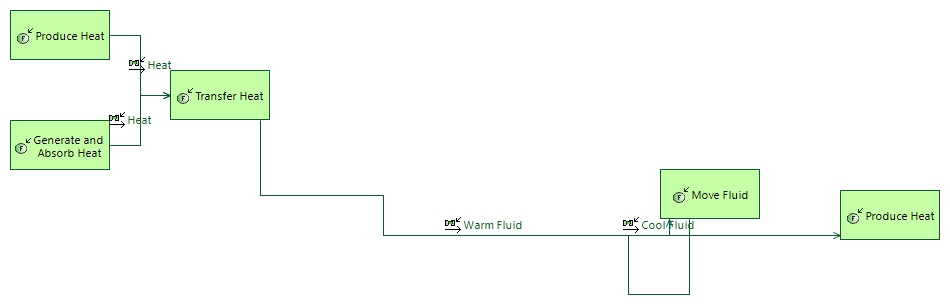 Produce Heat
Heat
Transfer Heat
Heat
Generate and
Absorb Heat
Move Fluid
Warm Fluid
Cool Fluid
Produce Heat